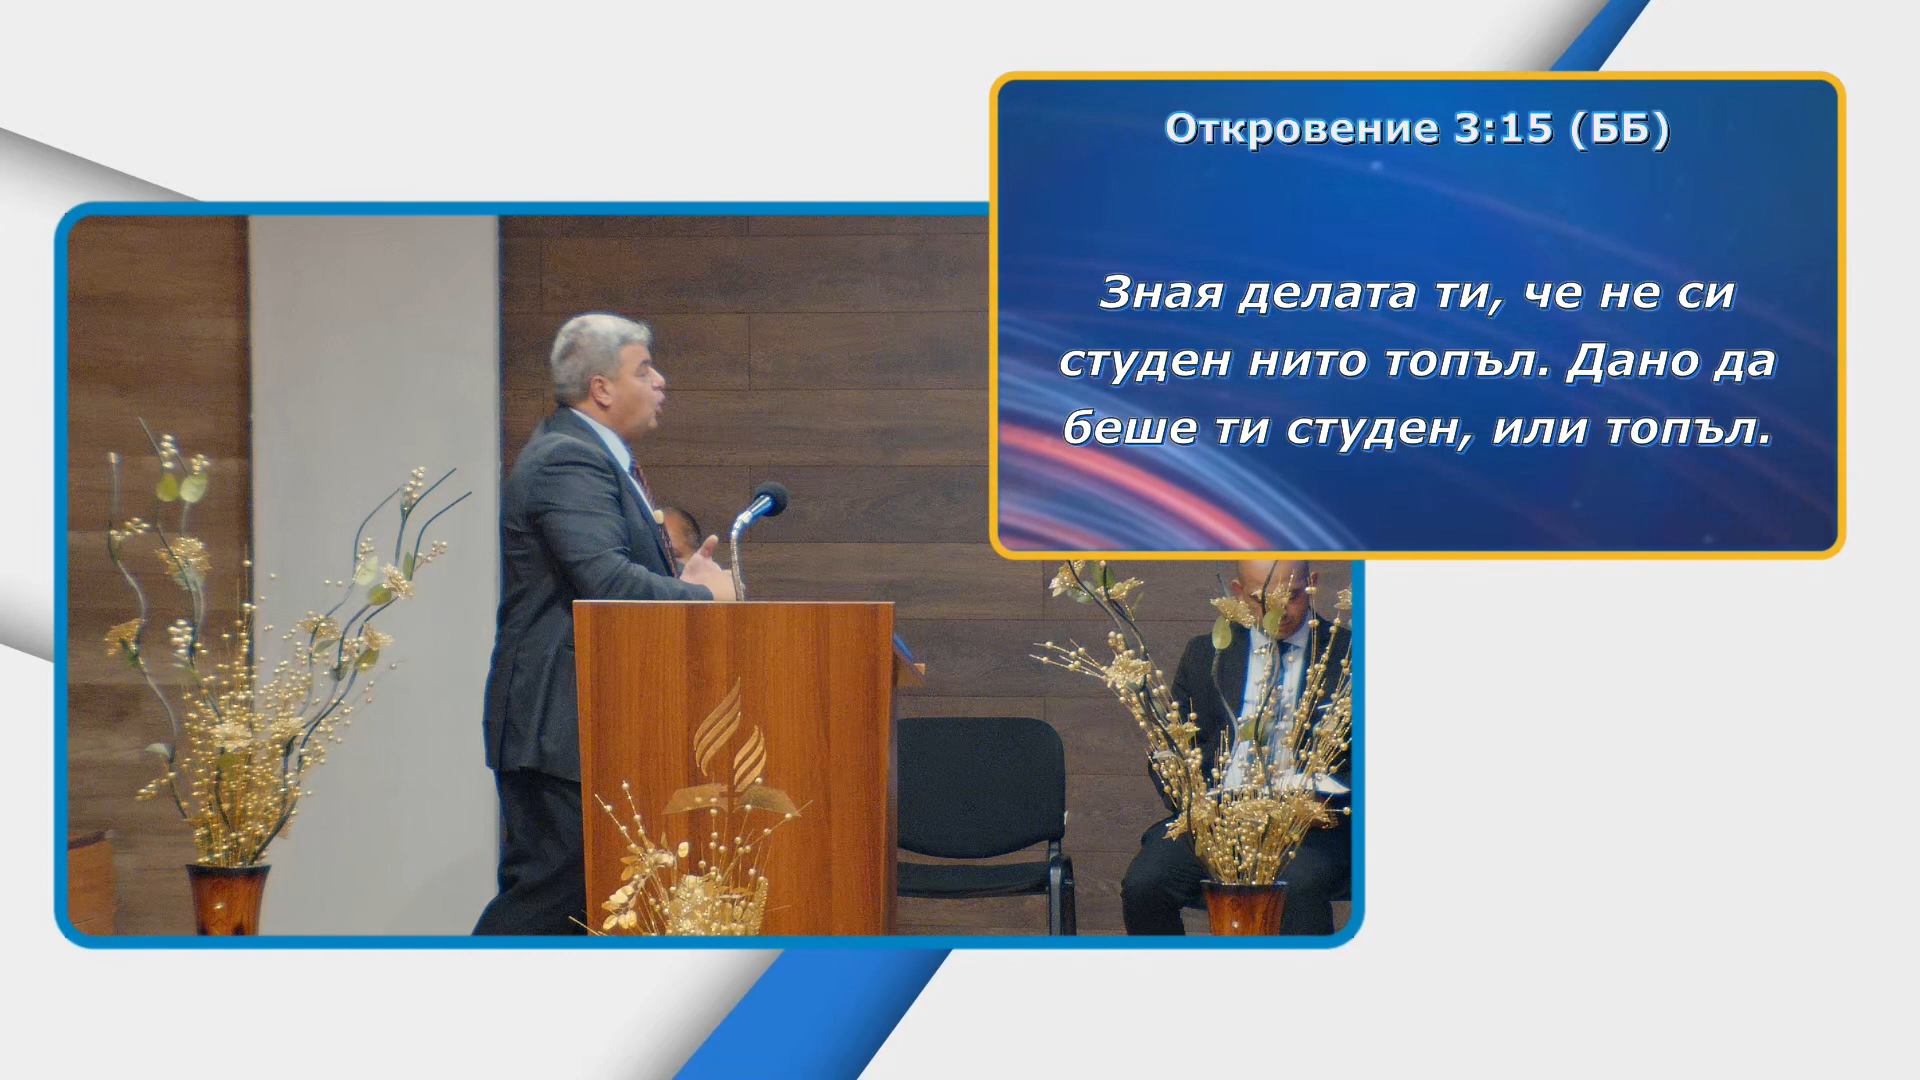 Откровение 3:15 (ББ)
Зная делата ти, че не си
студен нито топъл. Дано да
беше ти студен, или топъл.